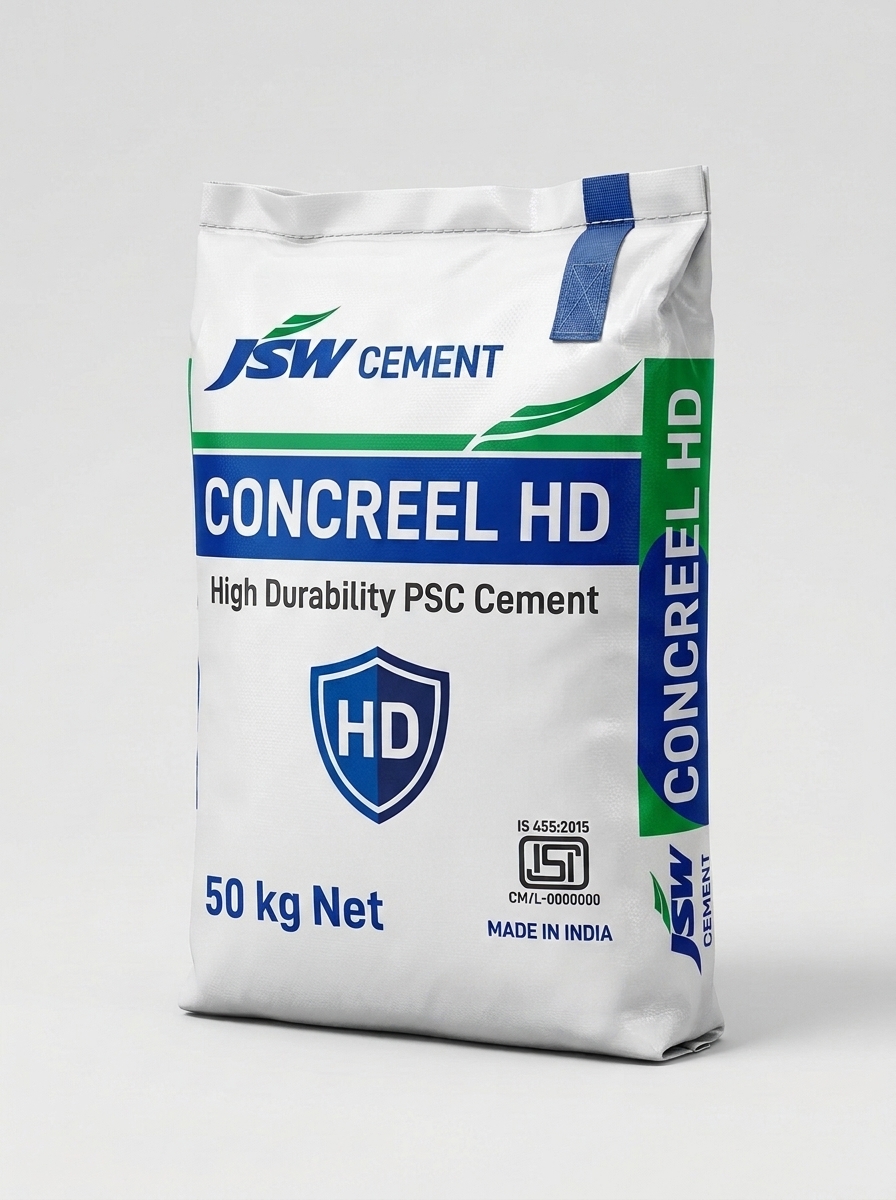 JSW CEMENT
CONCREEL HD
High Durability PSC Cement
HD
50 kg Net
IS 455:2015
ISI
CM/L-0000000
MADE IN INDIA
CONCREEL HD
JSW CEMENT